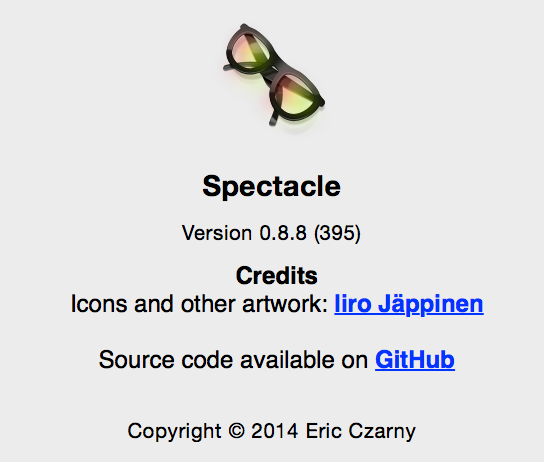 Spectacle
Version 0.8.8 (395)
Credits
Icons and other artwork: Iiro Jäppinen
Source code available on GitHub
Copyright © 2014 Eric Czarny